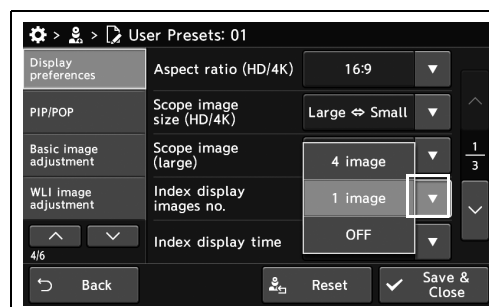 > > User Presets: 01
Display
preferences
Aspect ratio (HD/4K)
16:9
PIP/POP
Scope image
size (HD/4K)
Large ⇔ Small
Basic image
adjustment
Scope image
(large)
4 image
1
3
WLI image
adjustment
Index display
images no.
1 image
OFF
4/6
Index display time
Back
Reset
Save &
Close